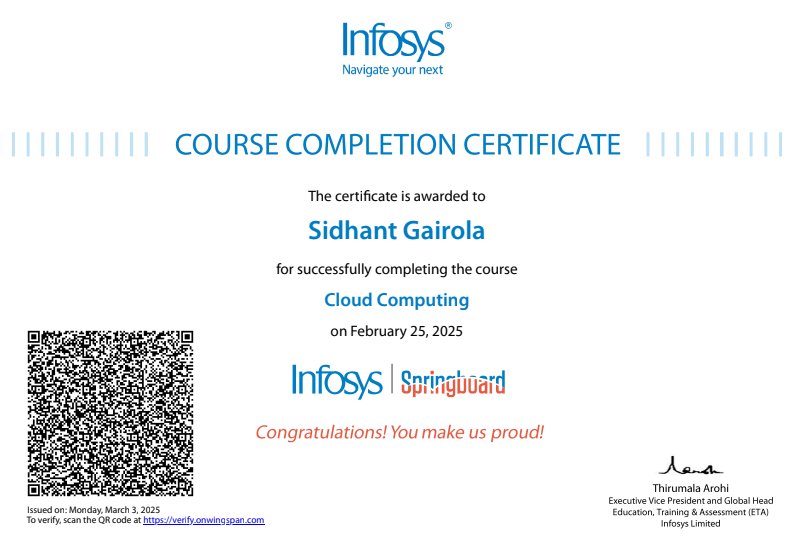 Infosys®
Navigate your next
COURSE COMPLETION CERTIFICATE
The certificate is awarded to
Sidhant Gairola
for successfully completing the course
Cloud Computing
on February 25, 2025
Infosys | Springboard
Congratulations! You make us proud!
Issued on: Monday, March 3, 2025
To verify, scan the QR code at https://verify.onwingspan.com
Thirumala Arohi
Executive Vice President and Global Head
Education, Training & Assessment (ETA)
Infosys Limited